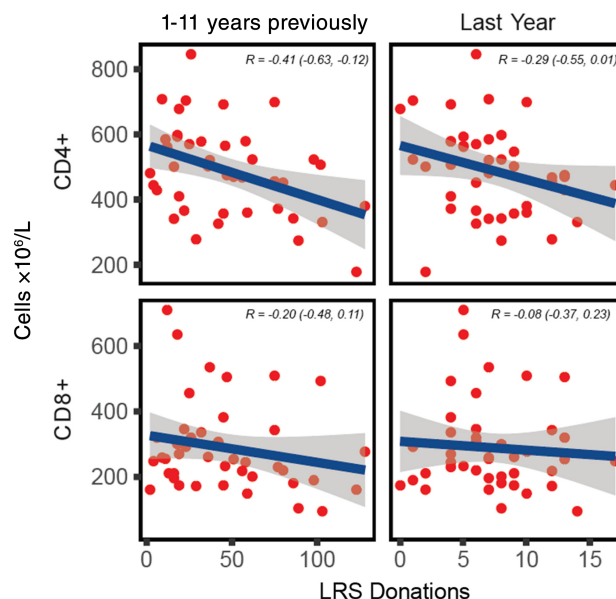 1-11 years previously
Last Year
R = -0.41 (-0.63, -0.12)
R = -0.29 (-0.55, 0.01)
CD4+
800
600
400
200
Cells ×10⁶/L
R = -0.20 (-0.48, 0.11)
R = -0.08 (-0.37, 0.23)
CD8+
600
400
200
0 50 100
0 5 10 15
LRS Donations